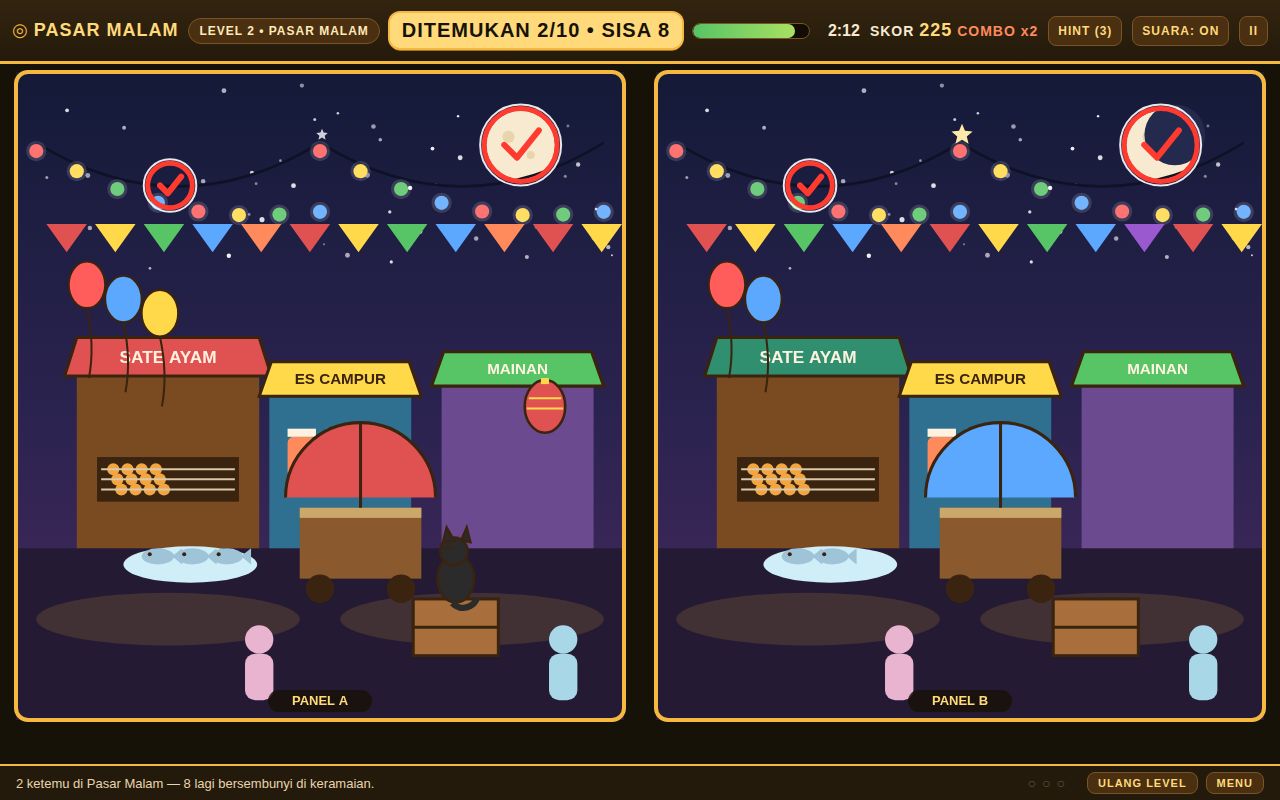 ◎ PASAR MALAM
LEVEL 2 • PASAR MALAM
DITEMUKAN 2/10 • SISA 8
2:12
SKOR 225 COMBO x2
HINT (3)
SUARA: ON
II
SATE AYAM
ES CAMPUR
MAINAN
PANEL A
SATE AYAM
ES CAMPUR
MAINAN
PANEL B
2 ketemu di Pasar Malam — 8 lagi bersembunyi di keramaian.
ULANG LEVEL
MENU